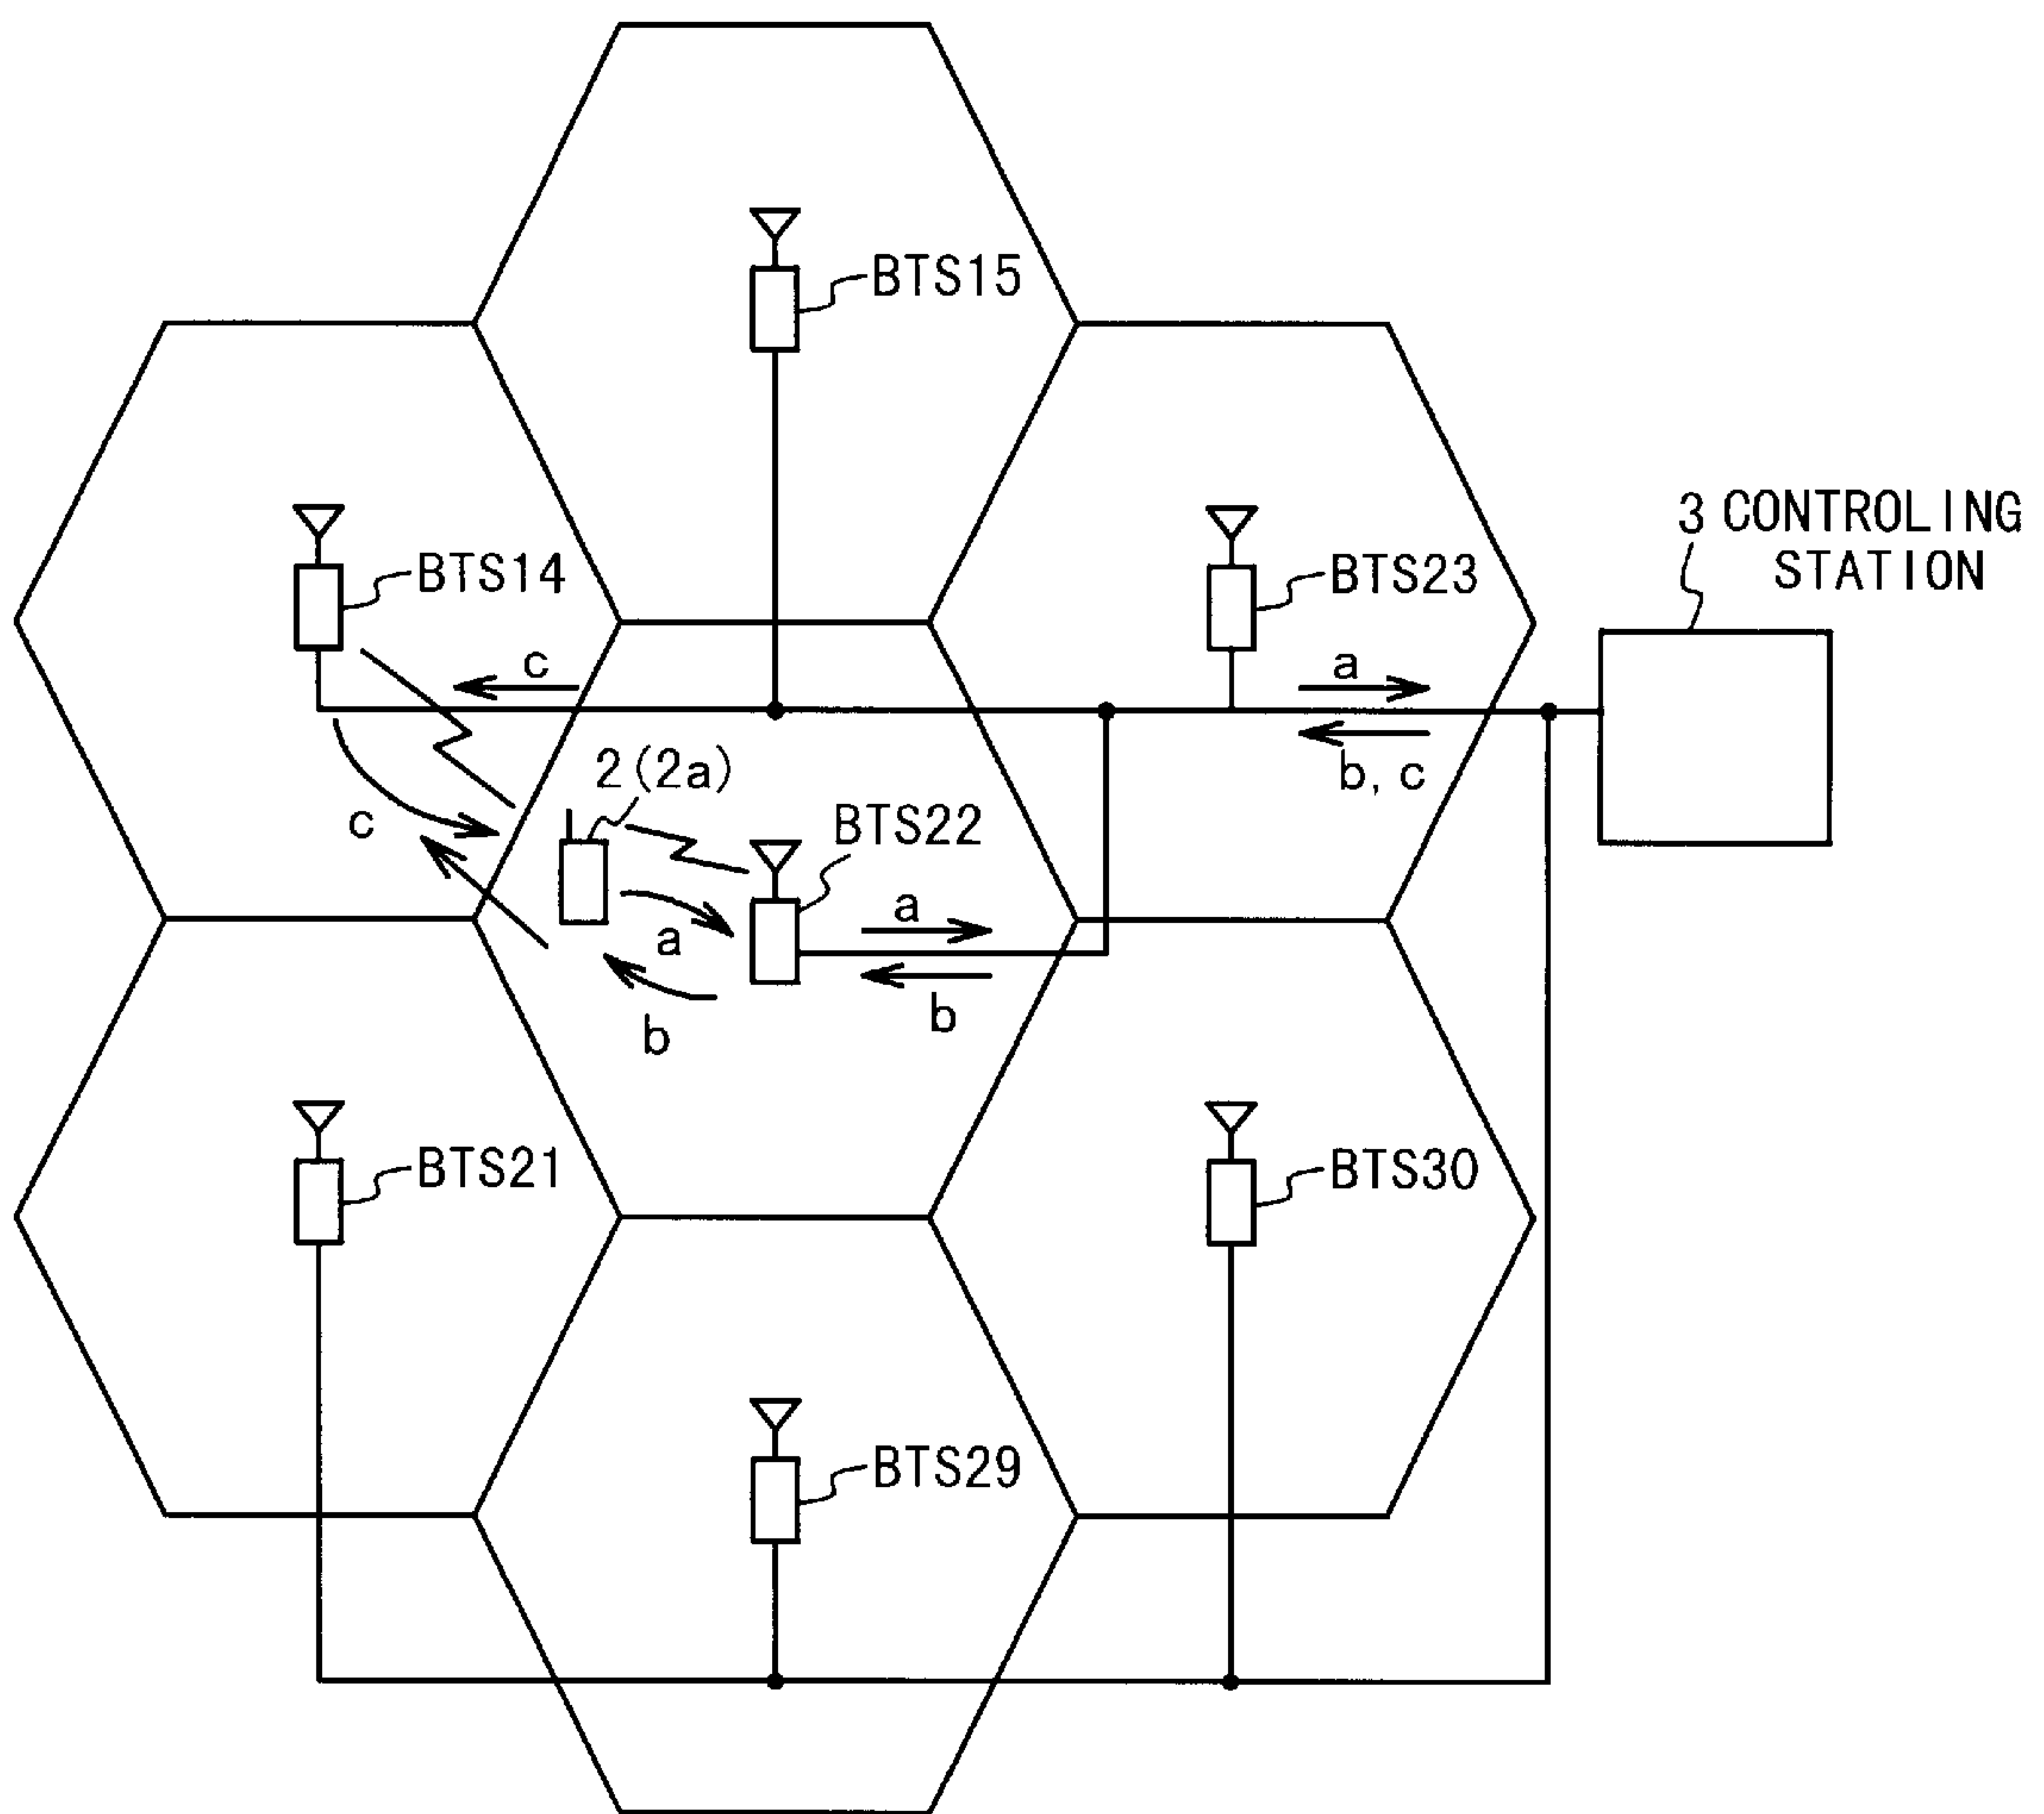 BTS15
3 CONTROLING
STATION
BTS14
BTS23
c
a
2 (2a)
b, c
c
BTS22
a
a
b
b
BTS21
BTS30
BTS29